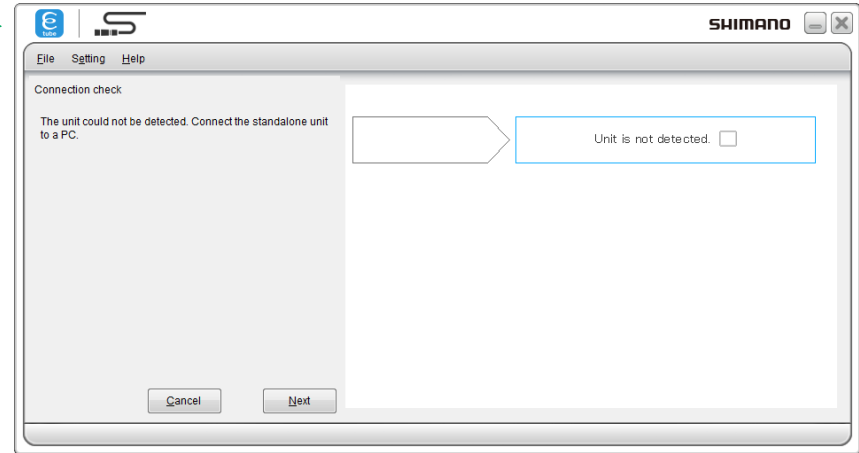 tube
SHIMANO
File Setting Help
Connection check
The unit could not be detected. Connect the standalone unit
to a PC.
Unit is not detected.
Cancel Next